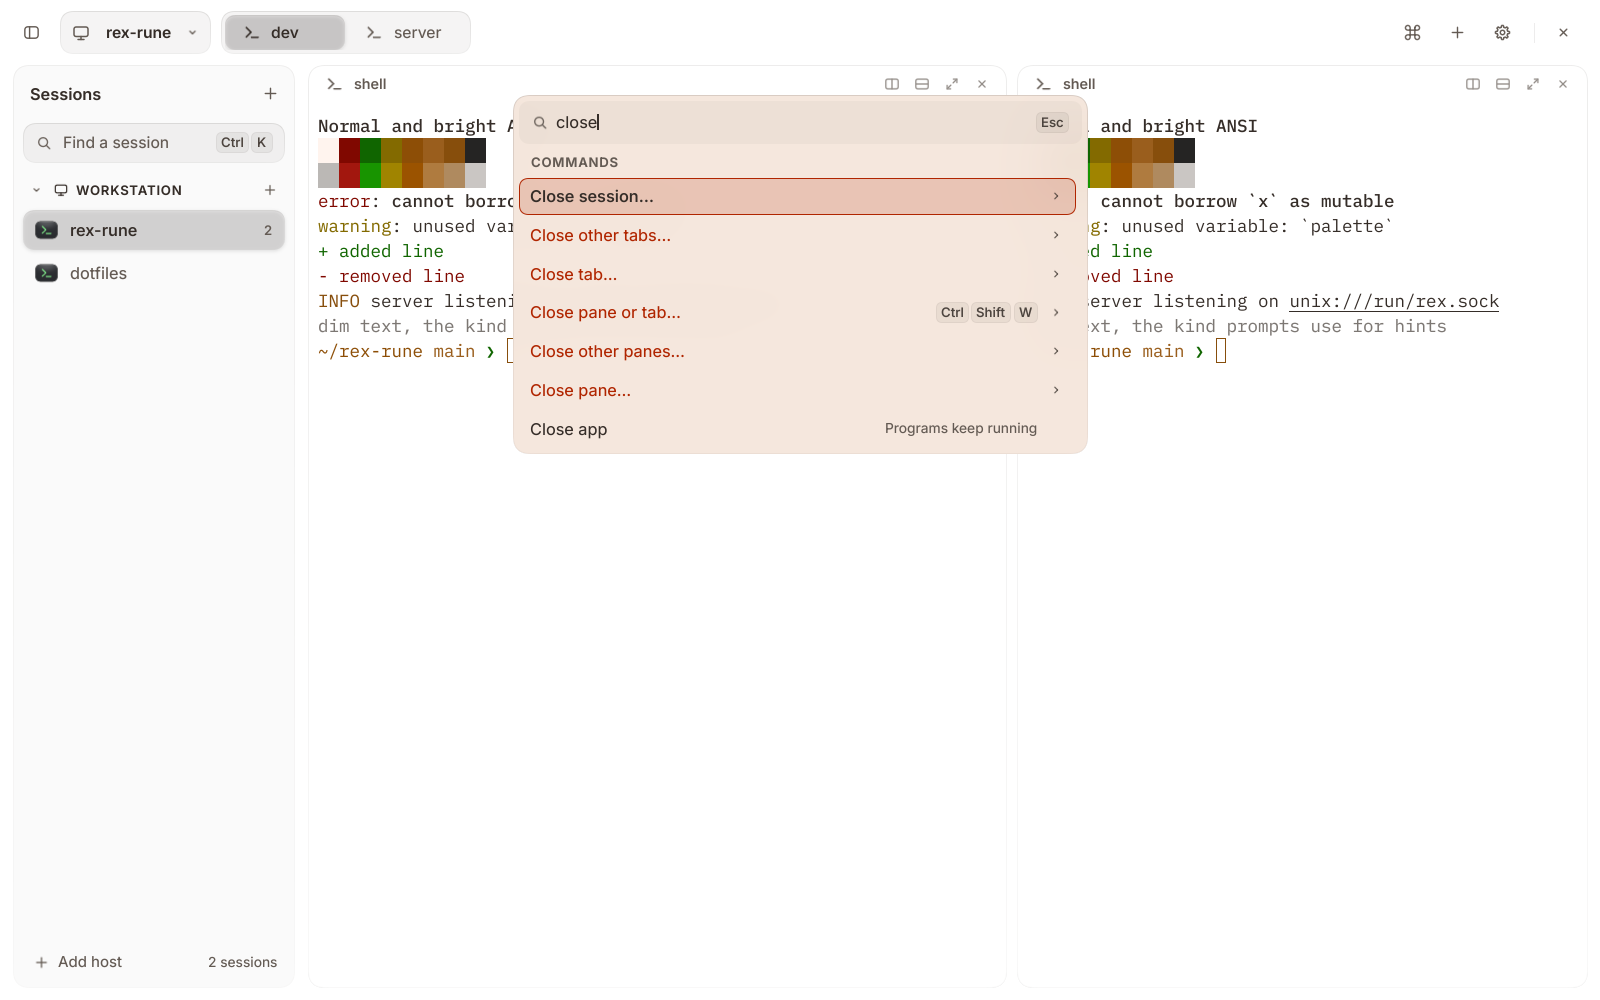 rex-rune
dev
server
Sessions
Find a session
Ctrl K
WORKSTATION
rex-rune 2
dotfiles
Add host
2 sessions
shell
Normal and bright A
error: cannot borro
warning: unused var
+ added line
- removed line
INFO server listeni
dim text, the kind
~/rex-rune main ❯
close
Esc
COMMANDS
Close session...
Close other tabs...
Close tab...
Close pane or tab... Ctrl Shift W
Close other panes...
Close pane...
Close app Programs keep running
shell
and bright ANSI
cannot borrow `x` as mutable
g: unused variable: `palette`
d line
ved line
server listening on unix:///run/rex.sock
ext, the kind prompts use for hints
rune main ❯